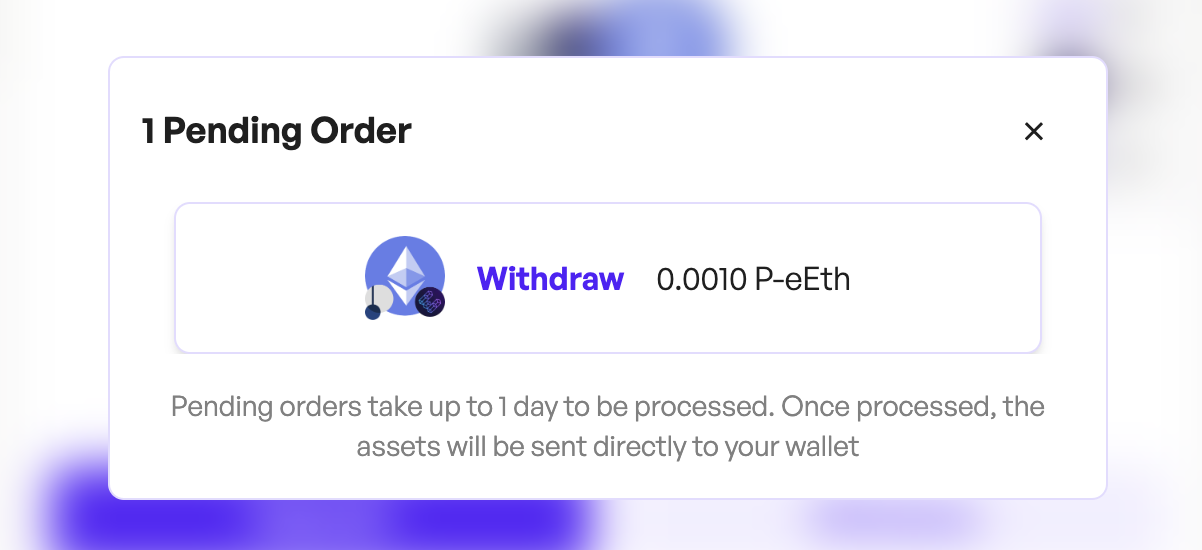 1 Pending Order
Withdraw 0.0010 P-eEth
Pending orders take up to 1 day to be processed. Once processed, the
assets will be sent directly to your wallet